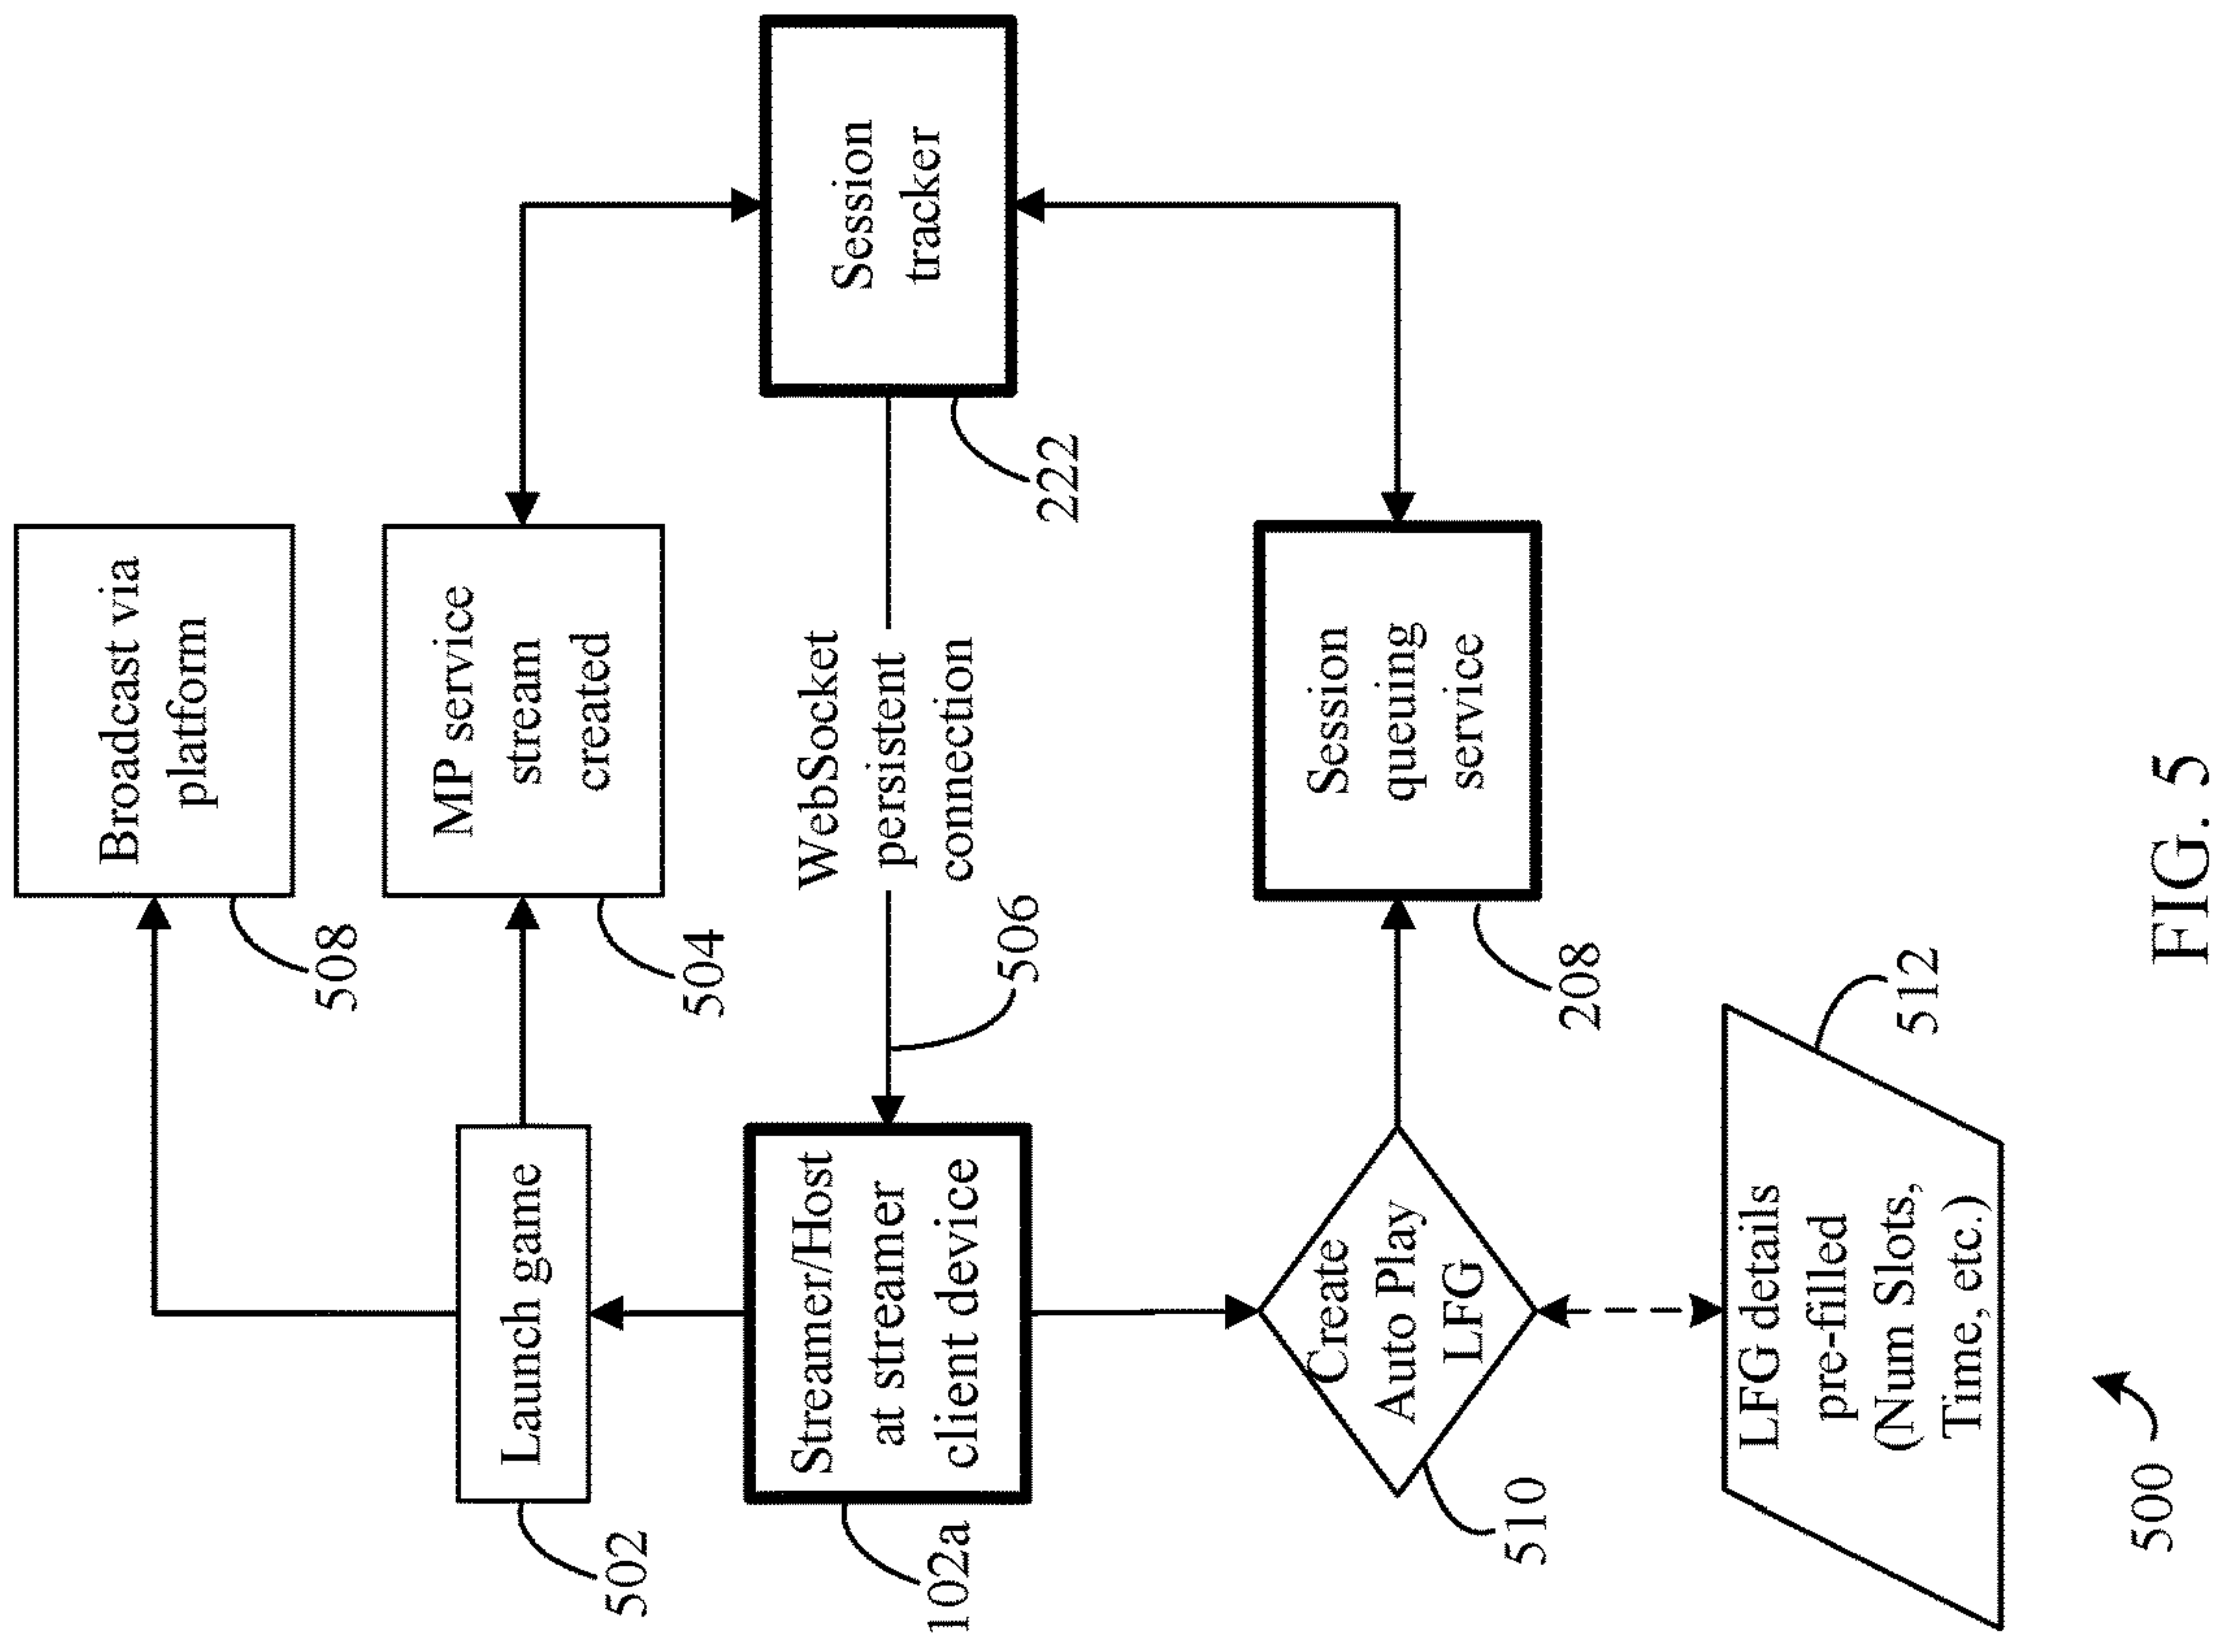 Broadcast via
platform
508
Launch game
502
MP service
stream
created
504
Streamer/Host
at streamer
client device
102a
WebSocket
persistent
connection
506
Session
tracker
222
Create
Auto Play
LFG
510
Session
queuing
service
208
LFG details
pre-filled
(Num Slots,
Time, etc.)
512
500
FIG. 5